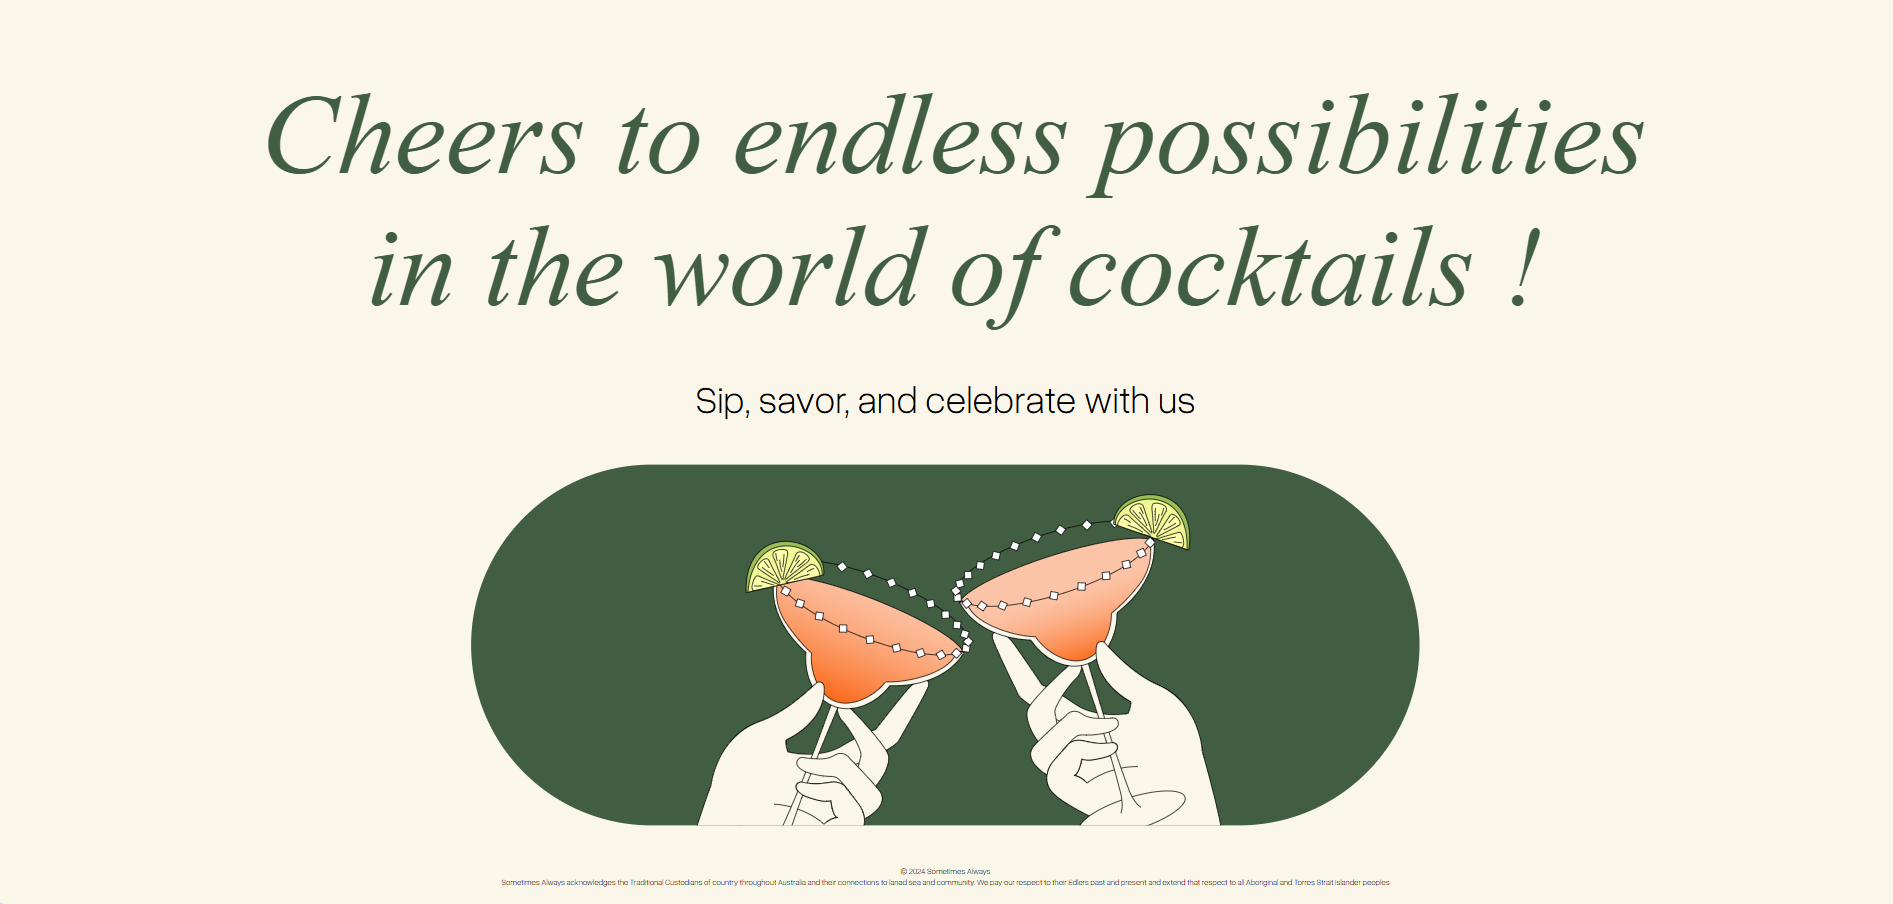 Cheers to endless possibilities
in the world of cocktails !
Sip, savor, and celebrate with us
© 2024 Sometimes Always
Sometimes Always acknowledges the Traditional Custodians of country throughout Australia and their connections to lanad sea and community. We pay our respect to their Edlers past and present and extend that respect to all Aboriginal and Torres Strait Islander peoples